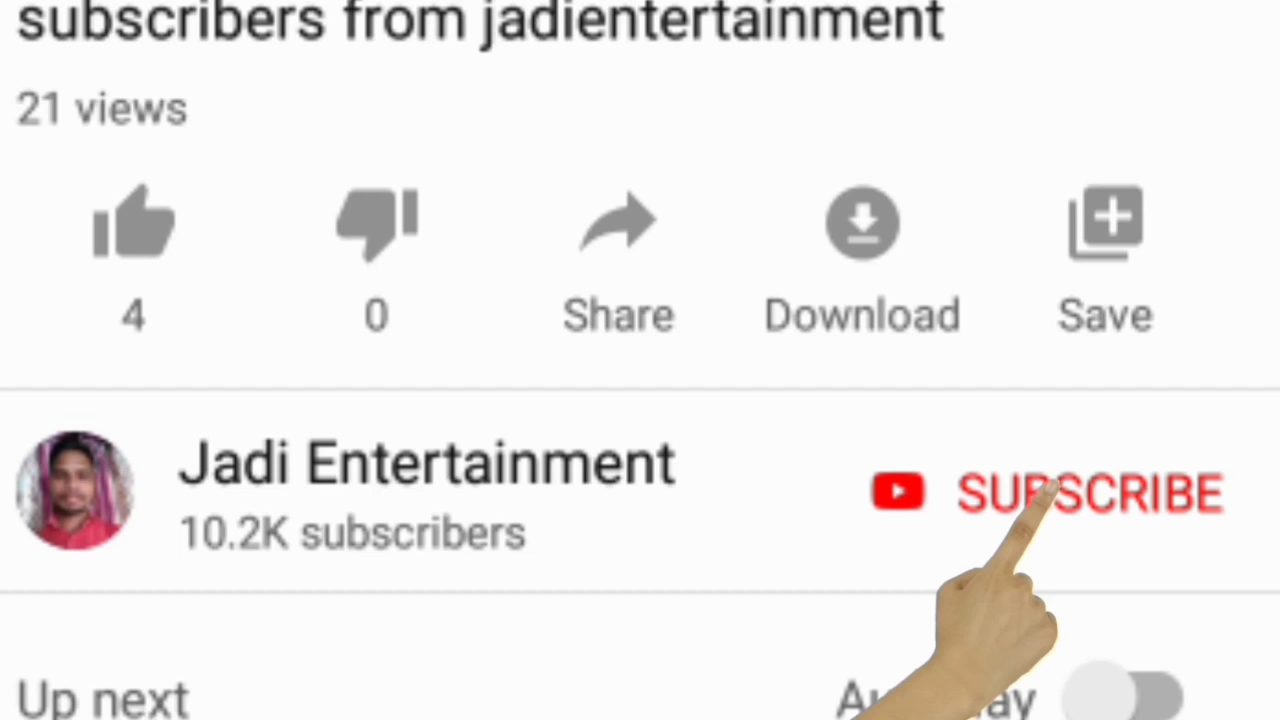 subscribers from jadientertainment
21 views
4 0 Share Download Save
Jadi Entertainment
10.2K subscribers
SUBSCRIBE
Up next